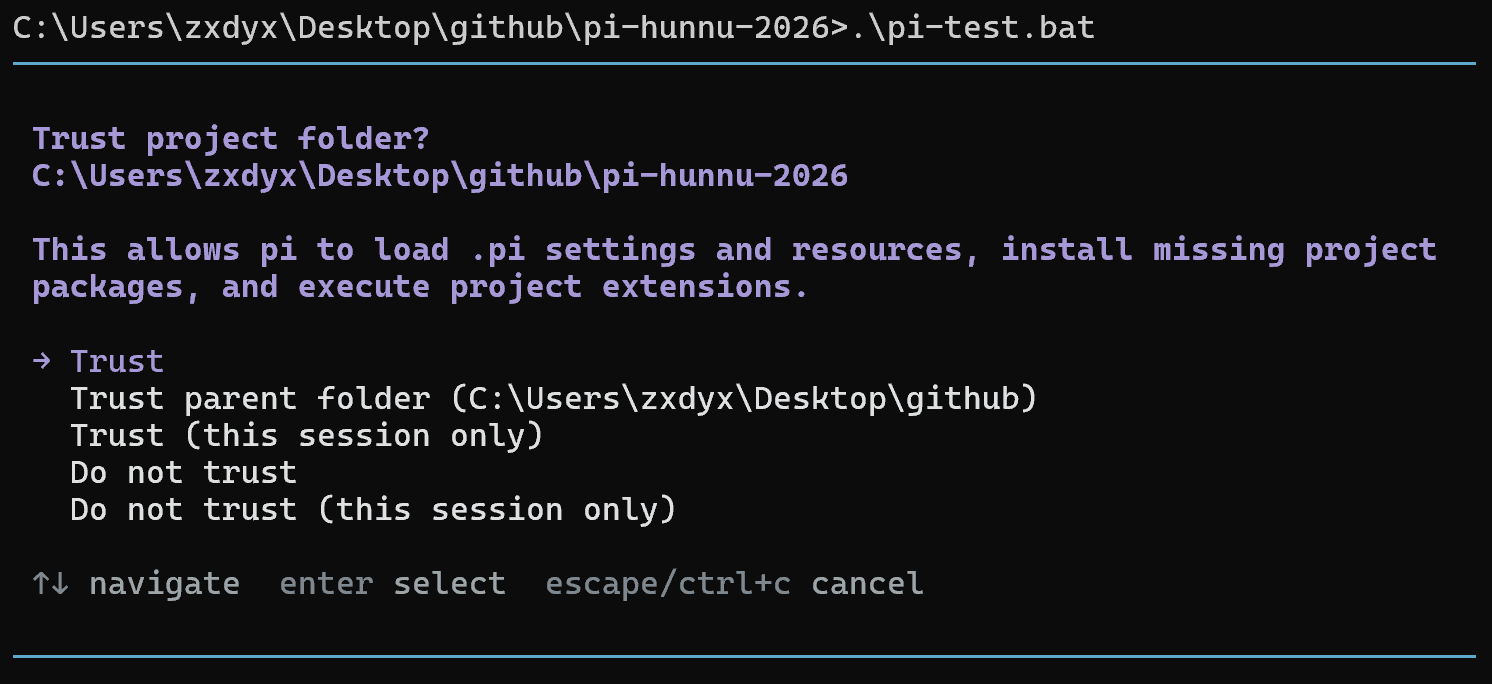 C:\Users\zxdyx\Desktop\github\pi-hunnu-2026>.\pi-test.bat
Trust project folder?
C:\Users\zxdyx\Desktop\github\pi-hunnu-2026
This allows pi to load .pi settings and resources, install missing project
packages, and execute project extensions.
→ Trust
Trust parent folder (C:\Users\zxdyx\Desktop\github)
Trust (this session only)
Do not trust
Do not trust (this session only)
↑↓ navigate  enter select  escape/ctrl+c cancel